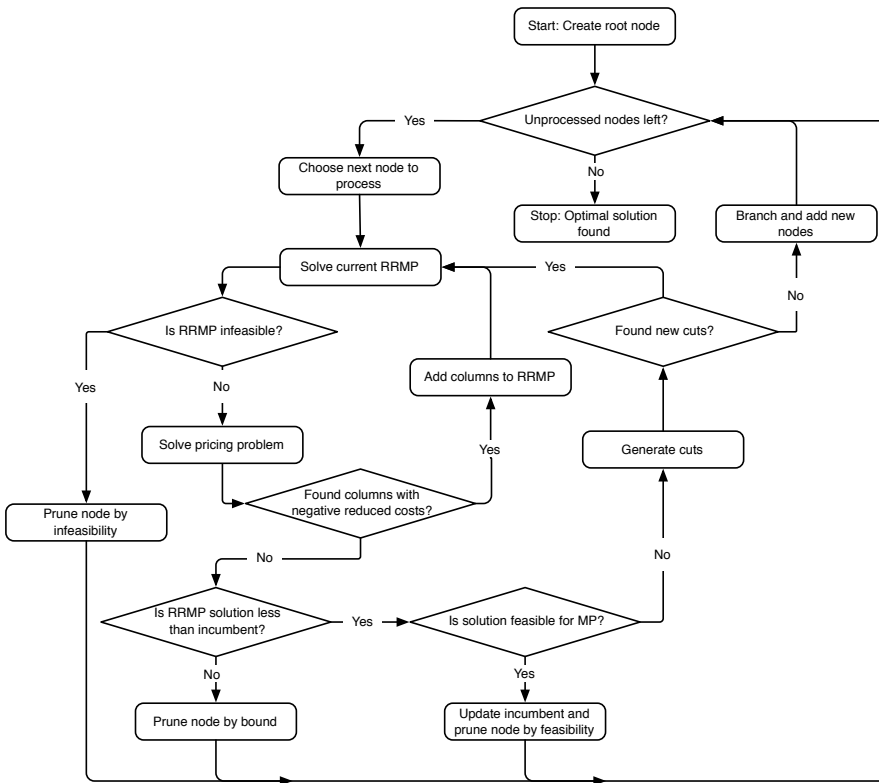 Start: Create root node
Unprocessed nodes left?
Yes
No
Choose next node to
process
Stop: Optimal solution
found
Branch and add new
nodes
Solve current RRMP
Yes
No
Is RRMP infeasible?
Found new cuts?
Yes
No
Add columns to RRMP
Solve pricing problem
Yes
Generate cuts
Found columns with
negative reduced costs?
Prune node by
infeasibility
No
No
Is RRMP solution less
than incumbent?
Yes
Is solution feasible for MP?
No
Yes
Prune node by bound
Update incumbent and
prune node by feasibility